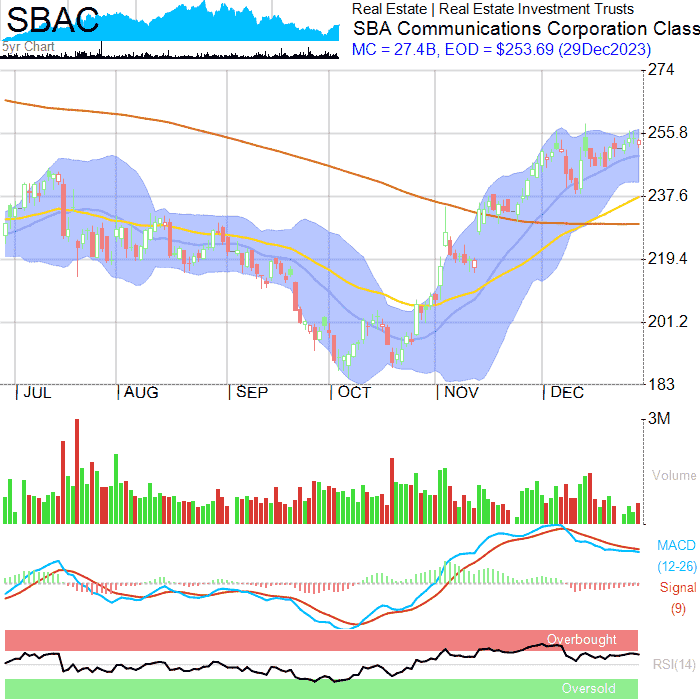 SBAC
5yr Chart
Real Estate | Real Estate Investment Trusts
SBA Communications Corporation Class
MC = 27.4B, EOD = $253.69 (29Dec2023)
274
255.8
237.6
219.4
201.2
183
JUL
AUG
SEP
OCT
NOV
DEC
3M
Volume
MACD
(12-26)
Signal
(9)
Overbought
RSI(14)
Oversold